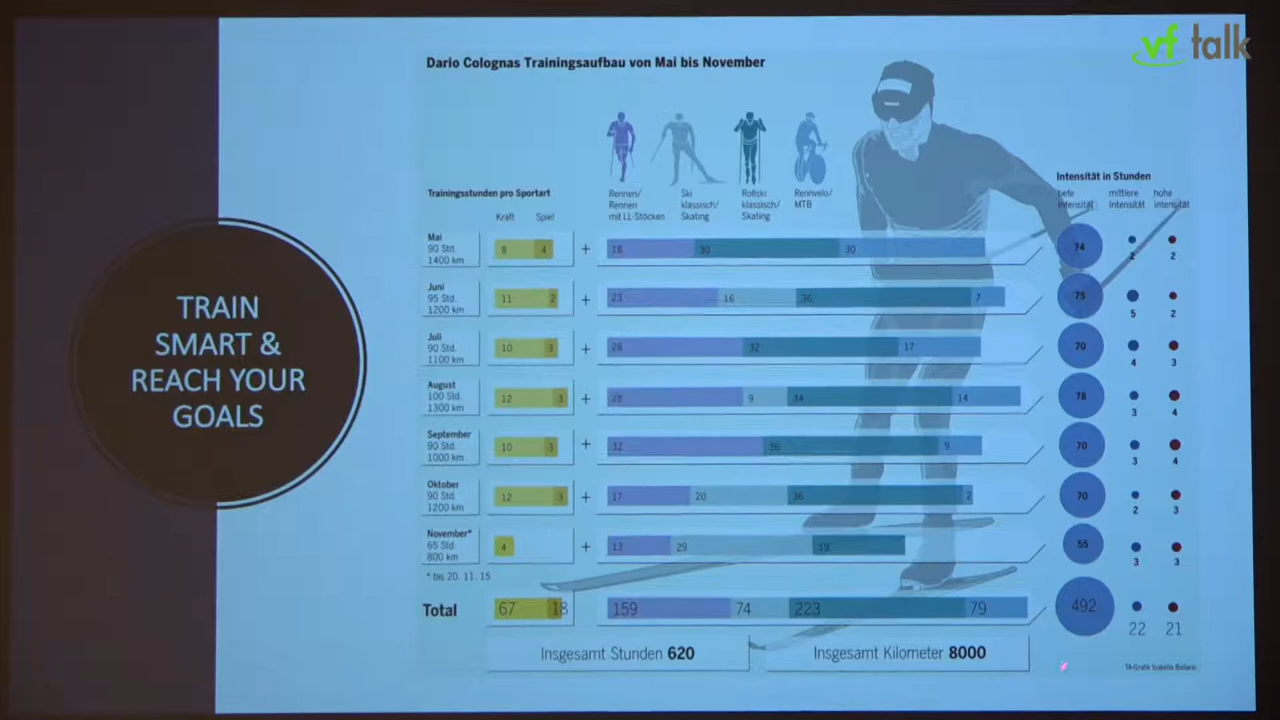 vf talk
TRAIN
SMART &
REACH YOUR
GOALS
Dario Colognas Trainingsaufbau von Mai bis November
Trainingsstunden pro Sportart
Kraft Spiel
Rennen/
Rennen
mit LL-Stöcken
Ski
klassisch/
Skating
Rollski
klassisch/
Skating
Rennvelo/
MTB
Intensität in Stunden
tiefe
Intensität
mittlere
Intensität
hohe
Intensität
Mai
90 Std.
1400 km
8 4 + 18 30 30 74 2 2
Juni
95 Std.
1200 km
11 2 + 23 16 36 7 75 5 2
Juli
90 Std.
1100 km
10 3 + 28 32 17 70 4 3
August
100 Std.
1300 km
12 3 + 28 9 34 14 78 3 4
September
90 Std.
1000 km
10 3 + 32 36 9 70 3 4
Oktober
90 Std.
1200 km
12 3 + 17 20 36 2 70 2 3
November*
65 Std.
800 km
4 + 13 29 19 55 3 3
* bis 20. 11. 15
Total 67 18 159 74 223 79 492 22 21
Insgesamt Stunden 620
Insgesamt Kilometer 8000
TA-Grafik Isabella